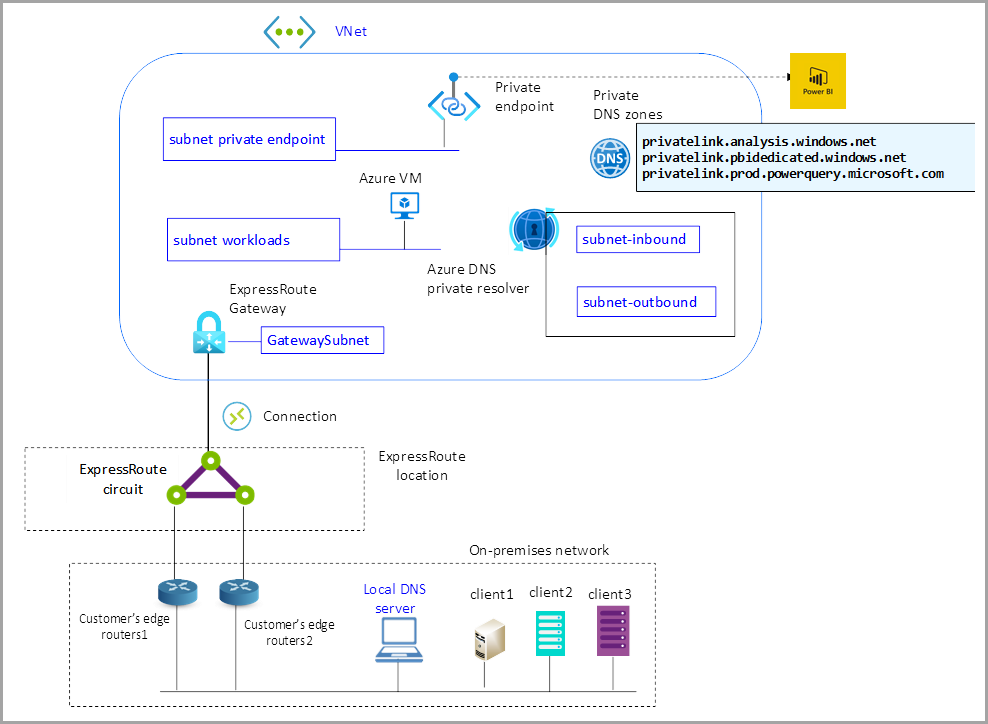 VNet
Private
endpoint
Power BI
Private
DNS zones
subnet private endpoint
DNS
privatelink.analysis.windows.net
privatelink.pbidedicated.windows.net
privatelink.prod.powerquery.microsoft.com
Azure VM
subnet workloads
subnet-inbound
Azure DNS
private resolver
subnet-outbound
ExpressRoute
Gateway
GatewaySubnet
Connection
ExpressRoute
circuit
ExpressRoute
location
On-premises network
Customer's edge
routers1
Customer's edge
routers2
Local DNS
server
client1
client2
client3